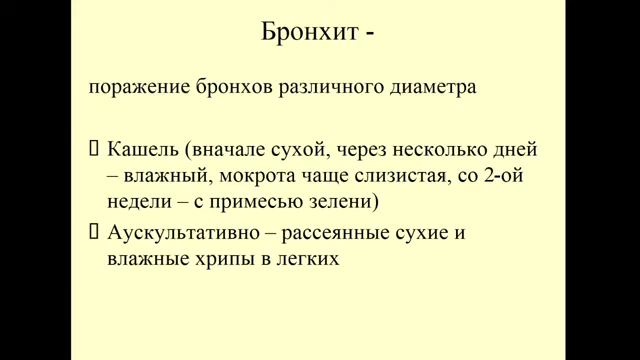 Бронхит -
поражение бронхов различного диаметра
Кашель (вначале сухой, через несколько дней
– влажный, мокрота чаще слизистая, со 2-ой
недели – с примесью зелени)
Аускультативно – рассеянные сухие и
влажные хрипы в легких